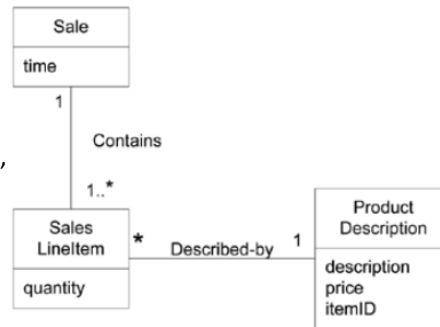 Sale
time
1
Contains
,
1..*
Sales
LineItem
quantity
*
Described-by
1
Product
Description
description
price
itemID